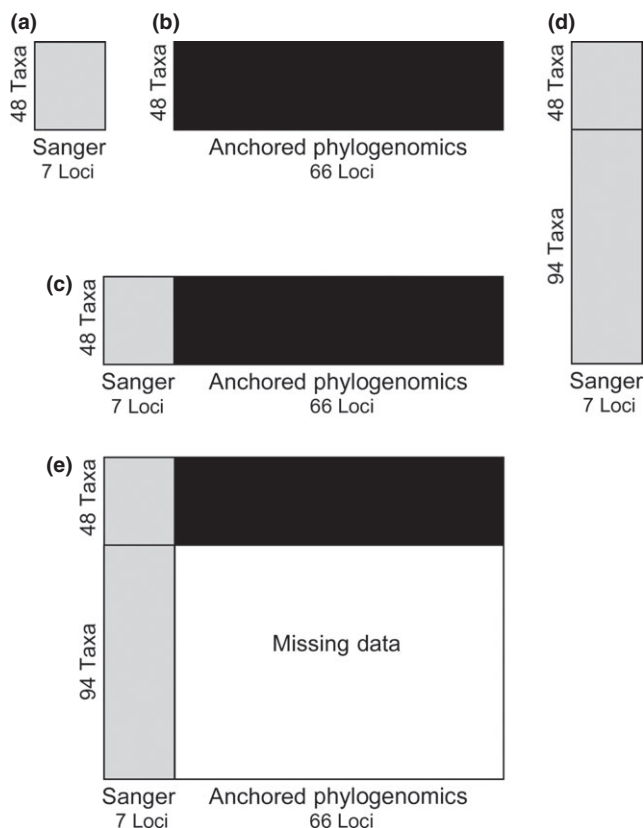 (a)
48 Taxa
Sanger
7 Loci
(b)
48 Taxa
Anchored phylogenomics
66 Loci
(d)
48 Taxa
94 Taxa
Sanger
7 Loci
(c)
48 Taxa
Sanger
7 Loci
Anchored phylogenomics
66 Loci
(e)
48 Taxa
94 Taxa
Missing data
Sanger
7 Loci
Anchored phylogenomics
66 Loci